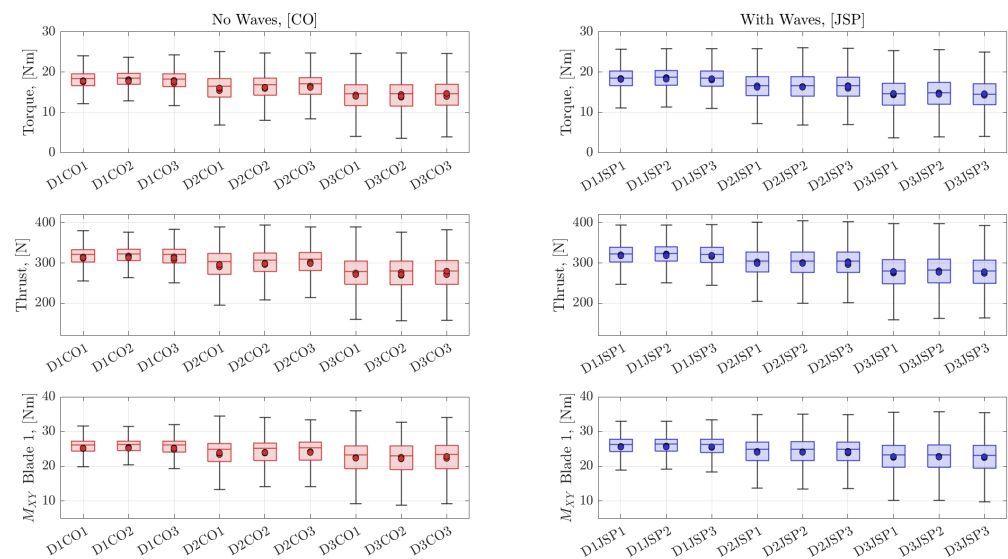 No Waves, [CO]
Torque, [Nm]
30
20
10
0
D1CO1 D1CO2 D1CO3 D2CO1 D2CO2 D2CO3 D3CO1 D3CO2 D3CO3
With Waves, [JSP]
Torque, [Nm]
30
20
10
0
D1JSP1 D1JSP2 D1JSP3 D2JSP1 D2JSP2 D2JSP3 D3JSP1 D3JSP2 D3JSP3
Thrust, [N]
400
300
200
D1CO1 D1CO2 D1CO3 D2CO1 D2CO2 D2CO3 D3CO1 D3CO2 D3CO3
Thrust, [N]
400
300
200
D1JSP1 D1JSP2 D1JSP3 D2JSP1 D2JSP2 D2JSP3 D3JSP1 D3JSP2 D3JSP3
M_XY Blade 1, [Nm]
40
30
20
10
D1CO1 D1CO2 D1CO3 D2CO1 D2CO2 D2CO3 D3CO1 D3CO2 D3CO3
M_XY Blade 1, [Nm]
40
30
20
10
D1JSP1 D1JSP2 D1JSP3 D2JSP1 D2JSP2 D2JSP3 D3JSP1 D3JSP2 D3JSP3